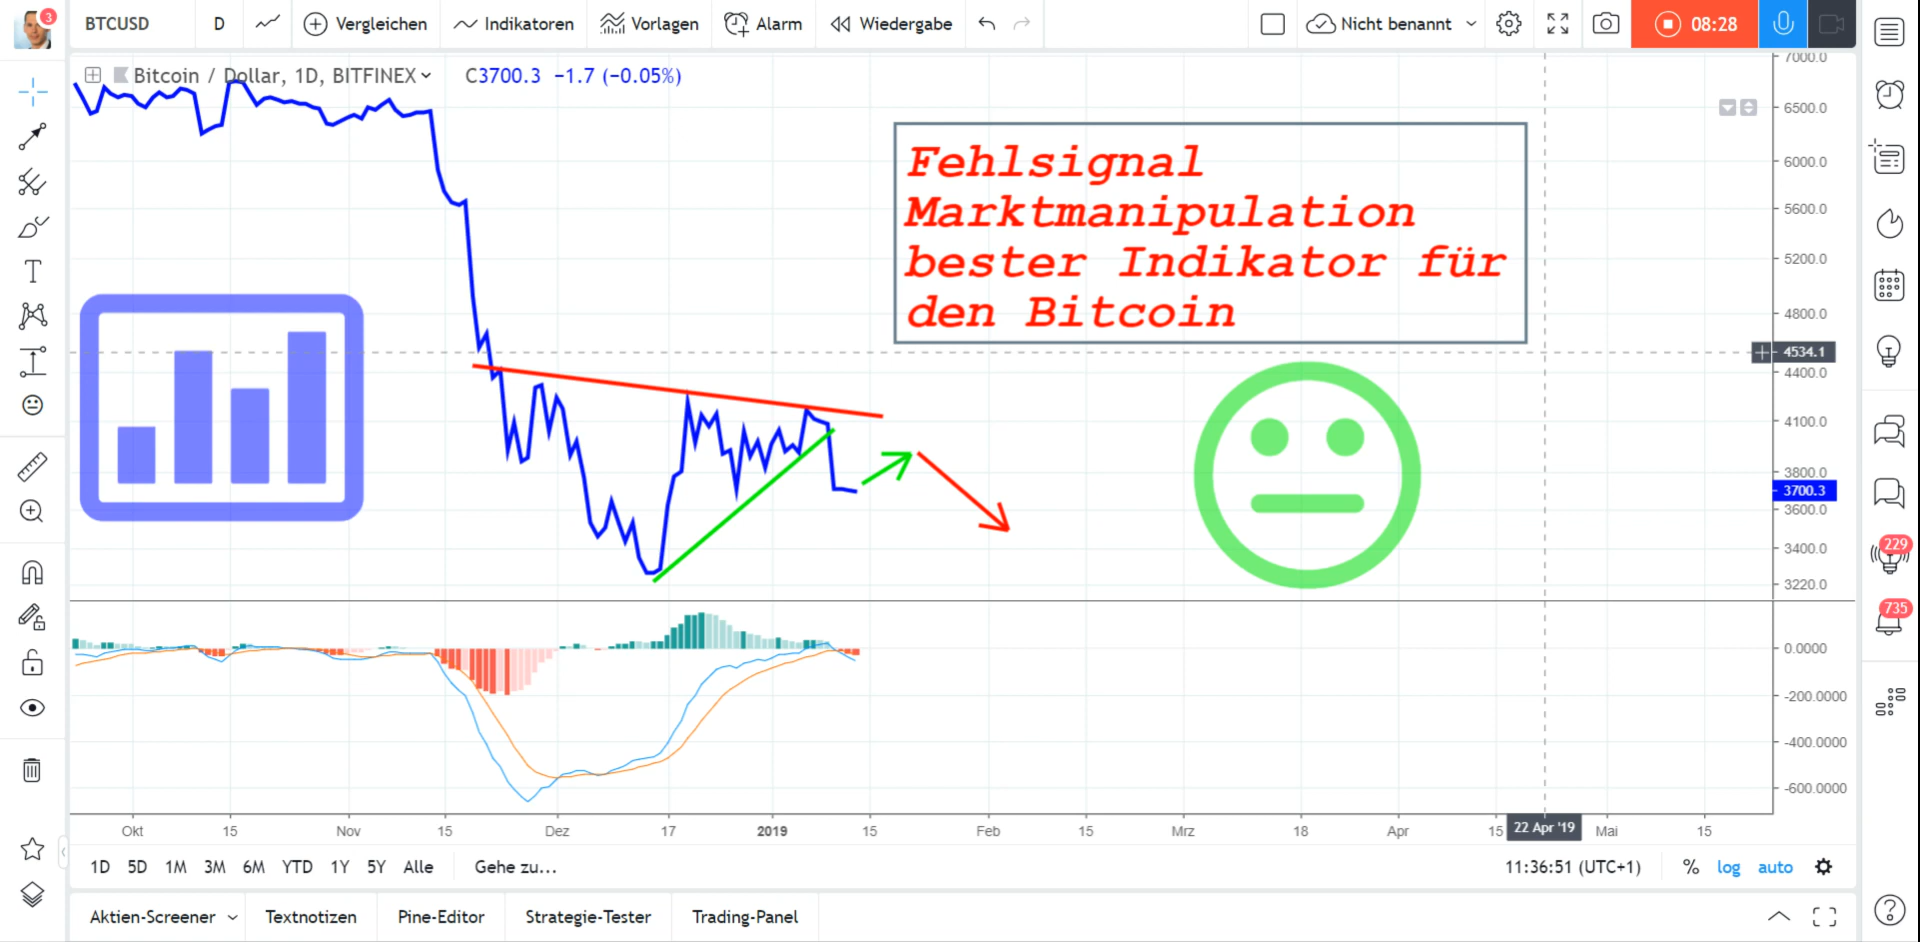 3
BTCUSD D Vergleichen Indikatoren Vorlagen Alarm Wiedergabe Nicht benannt 08:28
Bitcoin / Dollar, 1D, BITFINEX C3700.3 −1.7 (−0.05%)
Fehlsignal
Marktmanipulation
bester Indikator für
den Bitcoin
7000.0
6500.0
6000.0
5600.0
5200.0
4800.0
4534.1
4400.0
4100.0
3800.0
3700.3
3600.0
3400.0
3220.0
0.0000
-200.0000
-400.0000
-600.0000
229
735
Okt 15 Nov 15 Dez 17 2019 15 Feb 15 Mrz 18 Apr 15 22 Apr '19 Mai 15
1D 5D 1M 3M 6M YTD 1Y 5Y Alle Gehe zu... 11:36:51 (UTC+1) % log auto
Aktien-Screener Textnotizen Pine-Editor Strategie-Tester Trading-Panel